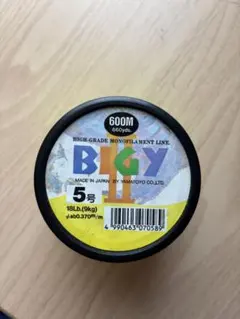 600M
660yds.
HIGH GRADE MONOFILAMENT LINE
BIGY
II
MADE IN JAPAN BY YAMATOYO CO.,LTD.
5号
18Lb.(9kg)
4 990463 070589